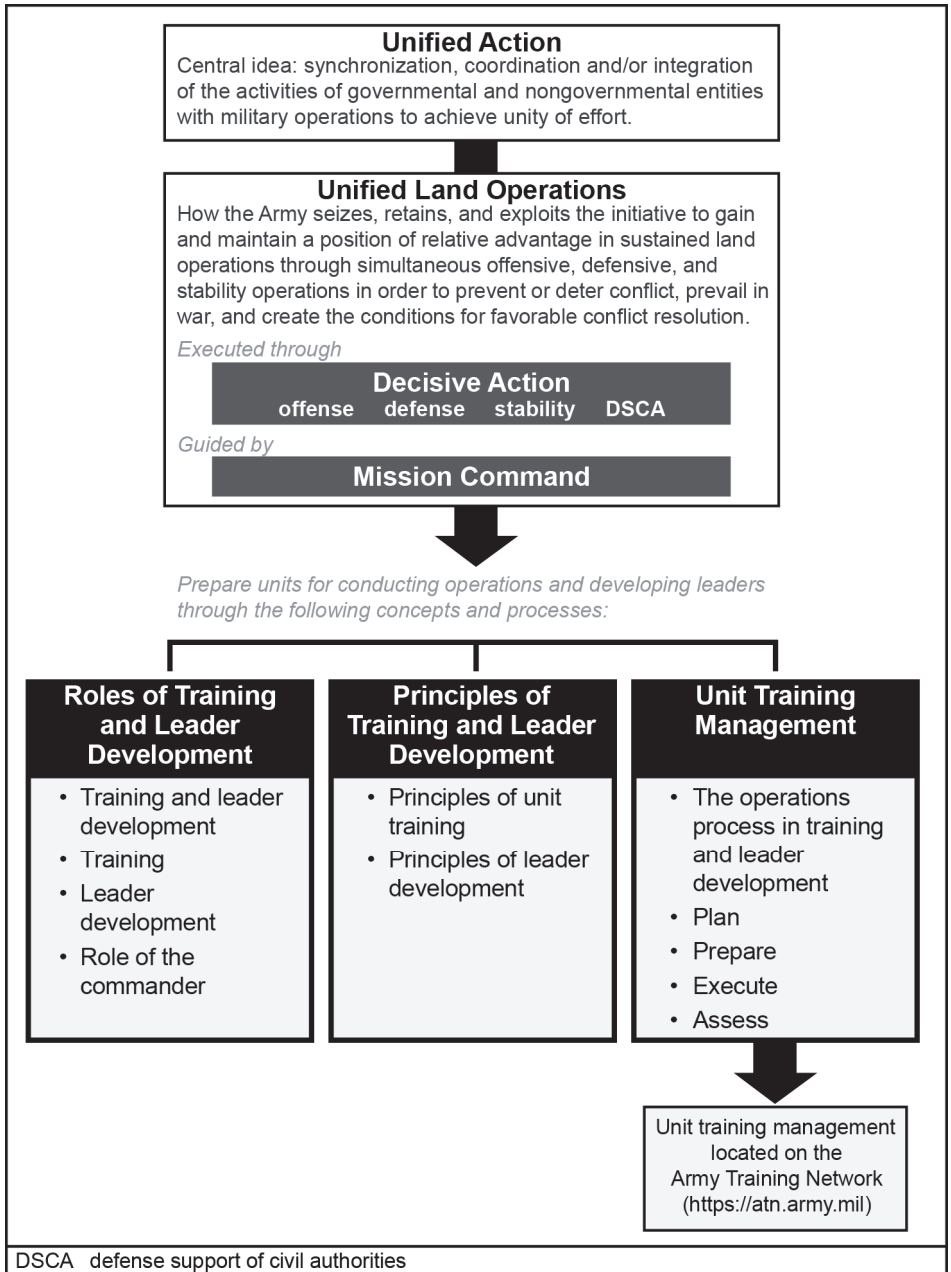 Unified Action
Central idea: synchronization, coordination and/or integration
of the activities of governmental and nongovernmental entities
with military operations to achieve unity of effort.
Unified Land Operations
How the Army seizes, retains, and exploits the initiative to gain
and maintain a position of relative advantage in sustained land
operations through simultaneous offensive, defensive, and
stability operations in order to prevent or deter conflict, prevail in
war, and create the conditions for favorable conflict resolution.
Executed through
Decisive Action
offense defense stability DSCA
Guided by
Mission Command
Prepare units for conducting operations and developing leaders
through the following concepts and processes:
Roles of Training
and Leader
Development
• Training and leader
development
• Training
• Leader
development
• Role of the
commander
Principles of
Training and Leader
Development
• Principles of unit
training
• Principles of leader
development
Unit Training
Management
• The operations
process in training
and leader
development
• Plan
• Prepare
• Execute
• Assess
Unit training management
located on the
Army Training Network
(https://atn.army.mil)
DSCA defense support of civil authorities